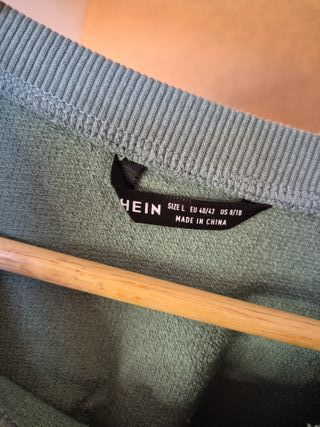 HEIN
SIZE L EU 40/42 US 8/10
MADE IN CHINA